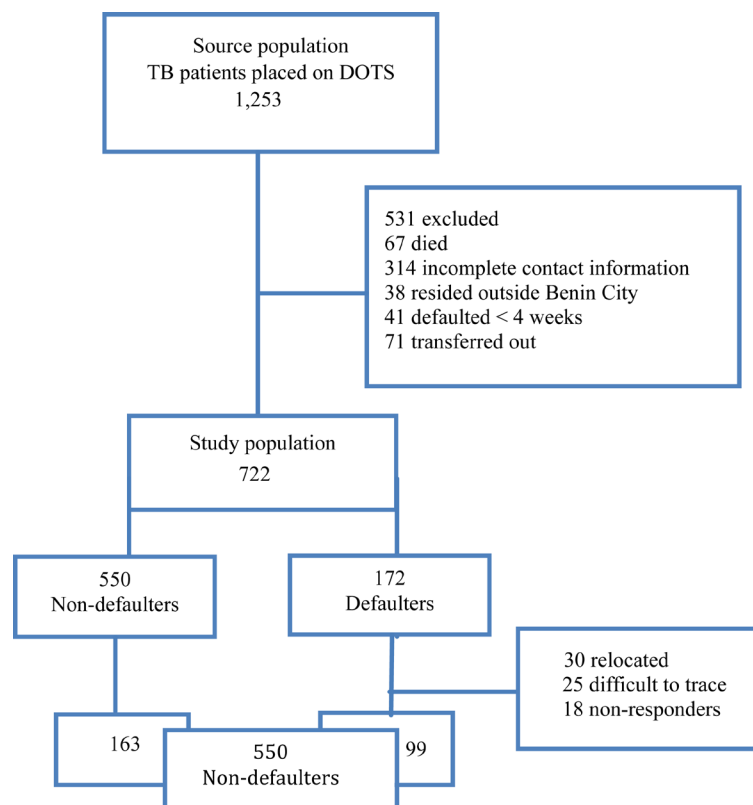 Source population
TB patients placed on DOTS
1,253
531 excluded
67 died
314 incomplete contact information
38 resided outside Benin City
41 defaulted < 4 weeks
71 transferred out
Study population
722
550
Non-defaulters
172
Defaulters
30 relocated
25 difficult to trace
18 non-responders
163
99
550
Non-defaulters